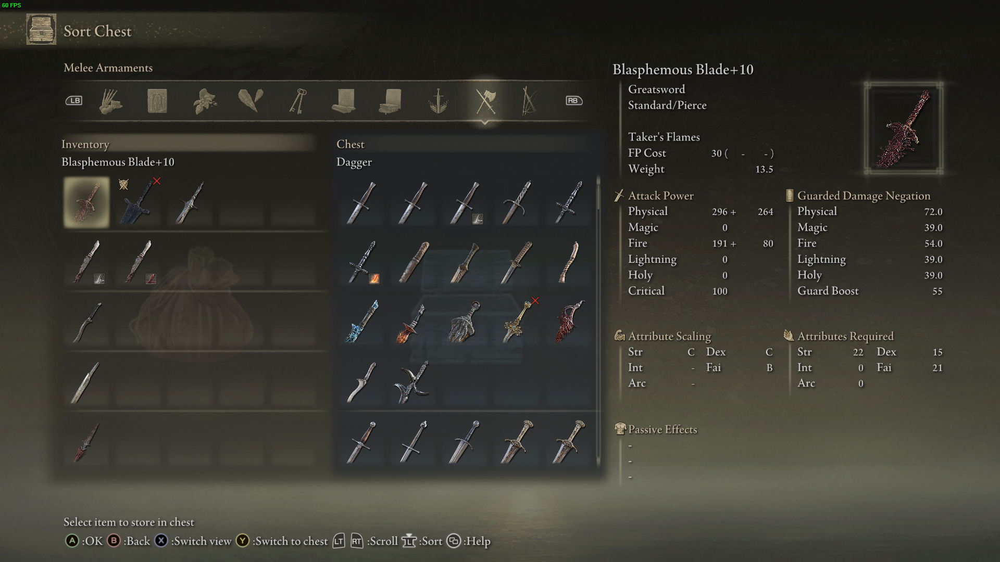 60 FPS
Sort Chest
Melee Armaments
LB
RB
Inventory
Blasphemous Blade+10
Chest
Dagger
Blasphemous Blade+10
Greatsword
Standard/Pierce
Taker's Flames
FP Cost 30 ( - - )
Weight 13.5
Attack Power
Physical 296 + 264
Magic 0
Fire 191 + 80
Lightning 0
Holy 0
Critical 100
Guarded Damage Negation
Physical 72.0
Magic 39.0
Fire 54.0
Lightning 39.0
Holy 39.0
Guard Boost 55
Attribute Scaling
Str C Dex C
Int - Fai B
Arc -
Attributes Required
Str 22 Dex 15
Int 0 Fai 21
Arc 0
Passive Effects
-
-
-
Select item to store in chest
A :OK B :Back X :Switch view Y :Switch to chest LT RT :Scroll L :Sort :Help